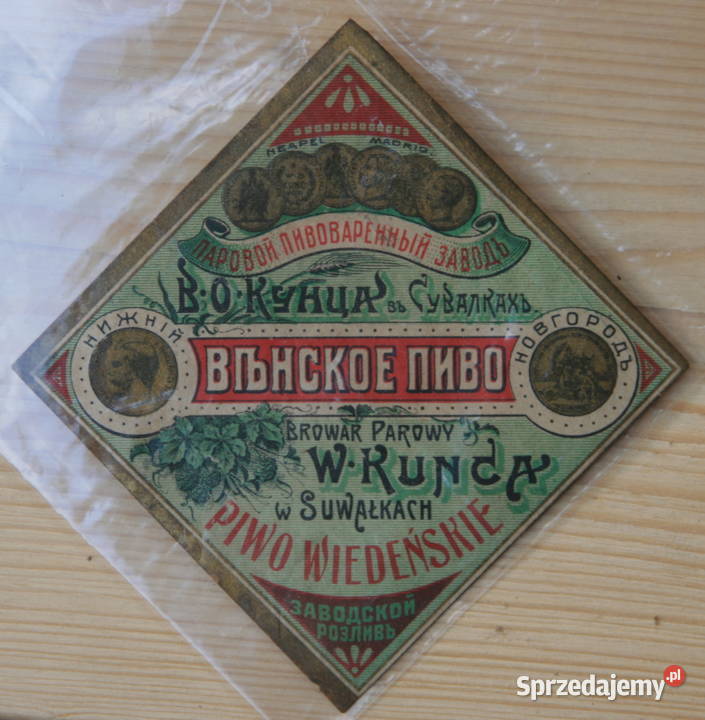 NEAPEL MADRID
ПАРОВОЙ ПИВОВАРЕННЫЙ ЗАВОДЪ
В·О·КУНЦА въ СУВАЛКАХЪ.
НИЖНІЙ
НОВГОРОДЪ
ВѢНСКОЕ ПИВО
BROWAR PAROWY
W·KUNCA
w SUWAŁKACH
PIWO WIEDEŃSKIE
ЗАВОДСКОЙ
РОЗЛИВЪ
Sprzedajemy.pl